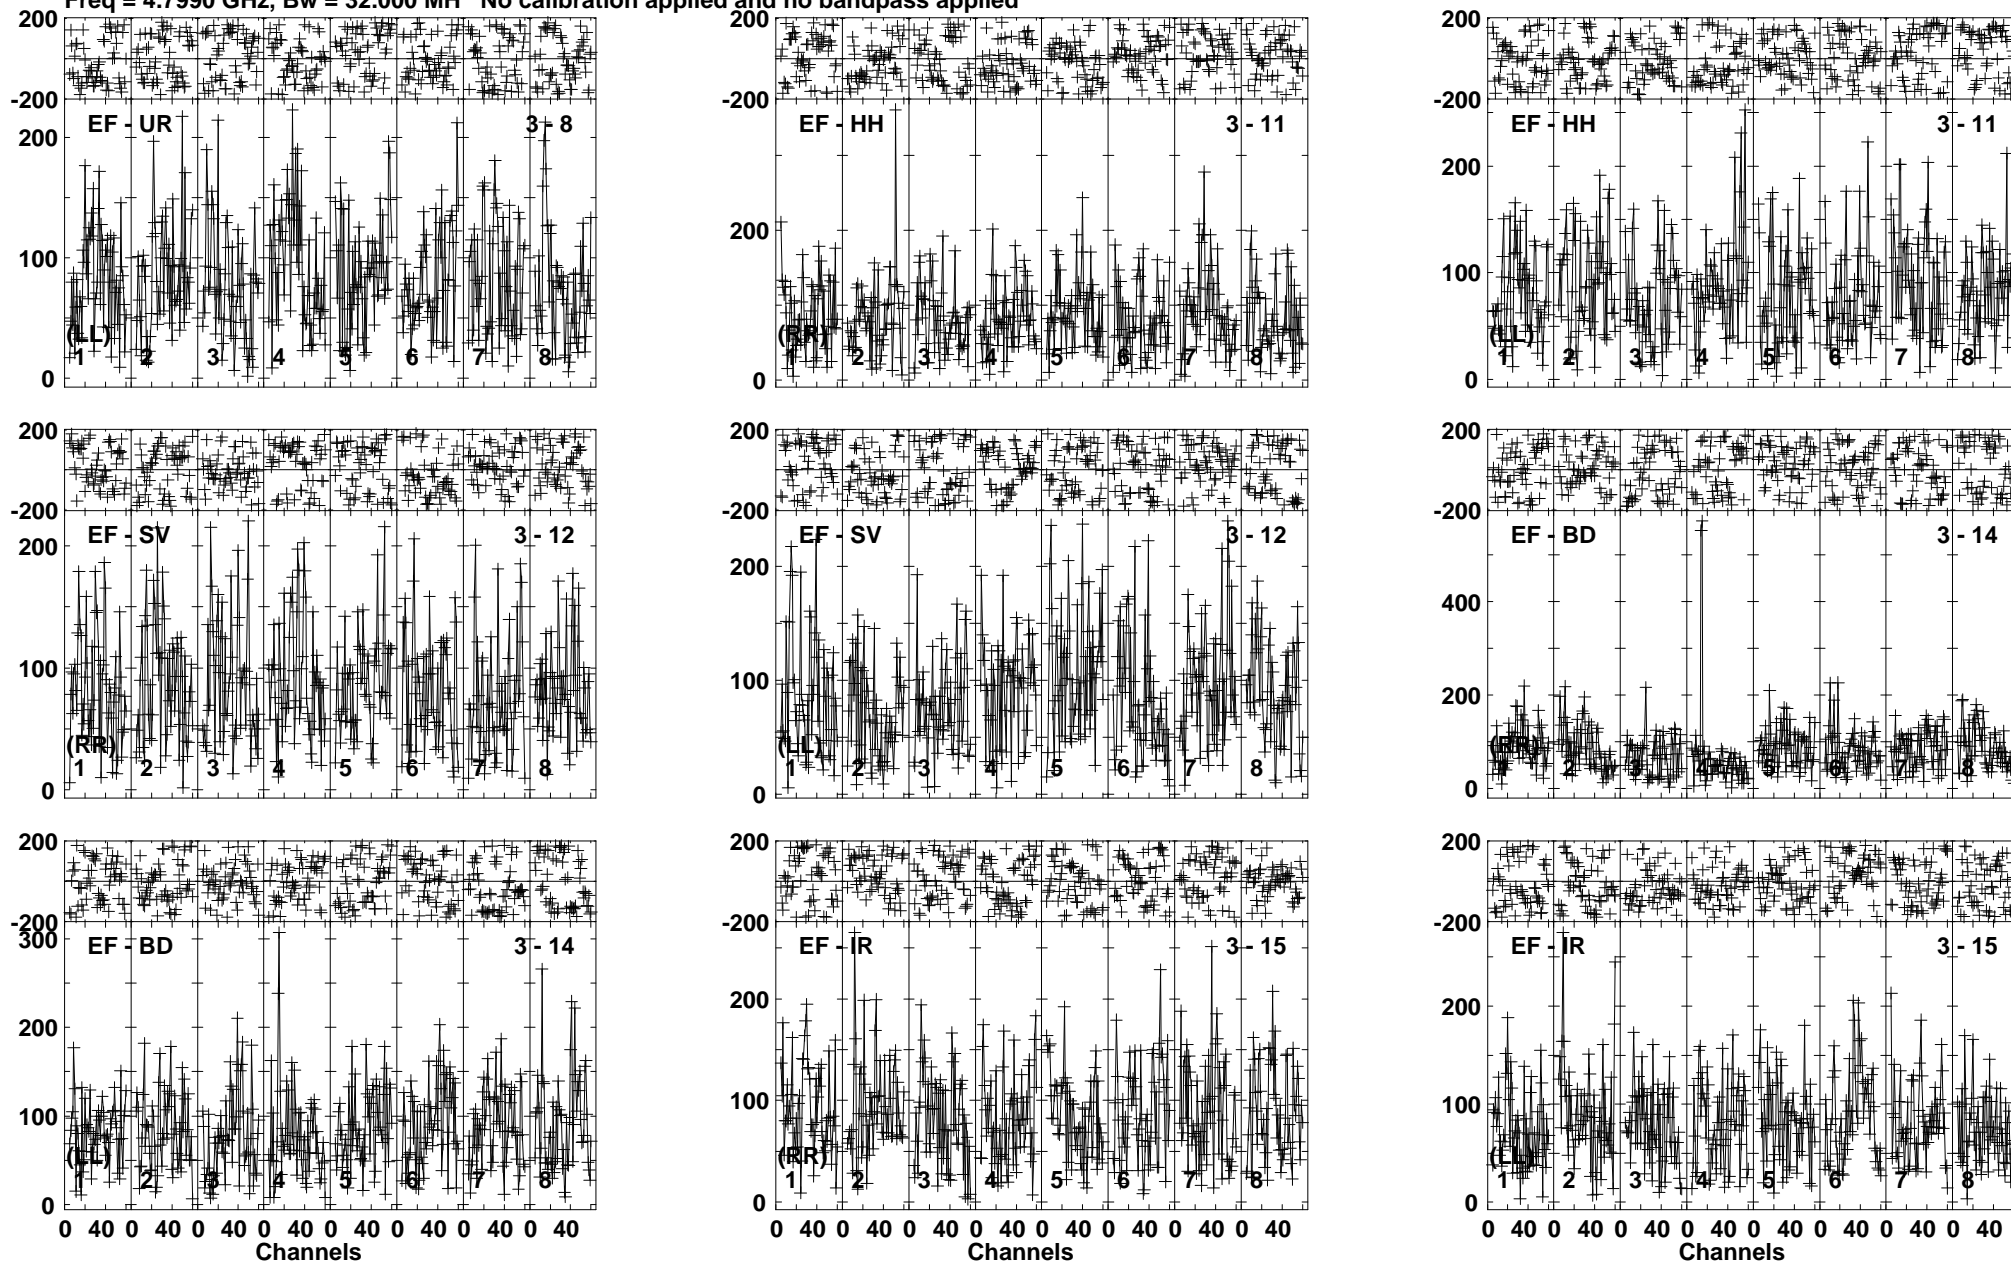 Freq = 4.7990 GHz, Bw = 32.000 MH No calibration applied and no bandpass applied
200 200 200
-200 -200 -200
EF - UR 3 - 8 EF - HH 3 - 11 EF - HH 3 - 11
200 200 200
100 100
(LL) (RR) (LL)
1 2 3 4 5 6 7 8 1 2 3 4 5 6 7 8 1 2 3 4 5 6 7 8
0 0 0
200 200 200
-200 -200 -200
EF - SV 3 - 12 EF - SV 3 - 12 EF - BD 3 - 14
200 200 400
100 100 200
(RR) (LL) (RR)
1 2 3 4 5 6 7 8 1 2 3 4 5 6 7 8 1 2 3 4 5 6 7 8
0 0 0
200 200 200
-200 -200 -200
300
EF - BD 3 - 14 EF - IR 3 - 15 EF - IR 3 - 15
200 200 200
100 100 100
(LL) (RR) (LL)
1 2 3 4 5 6 7 8 1 2 3 4 5 6 7 8 1 2 3 4 5 6 7 8
0 0 0
0 40 0 40 0 40 0 40 0 40 0 40 0 40 0 40 0 40 0 40 0 40 0 40 0 40 0 40 0 40 0 40 0 40 0 40 0 40 0 40 0 40 0 40 0 40 0 40
Channels Channels Channels